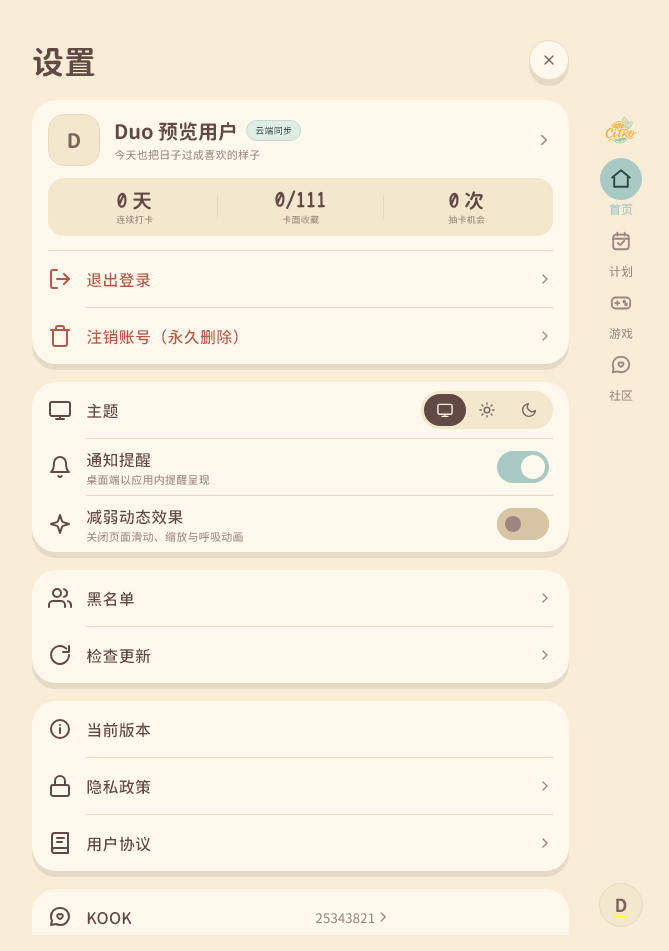 设置
D
Duo 预览用户
云端同步
今天也把日子过成喜欢的样子
0 天
0/111
0 次
连续打卡
卡面收藏
抽卡机会
退出登录
注销账号（永久删除）
主题
通知提醒
桌面端以应用内提醒呈现
减弱动态效果
关闭页面滑动、缩放与呼吸动画
黑名单
检查更新
当前版本
隐私政策
用户协议
KOOK
25343821
Citko
首页
计划
游戏
社区
D